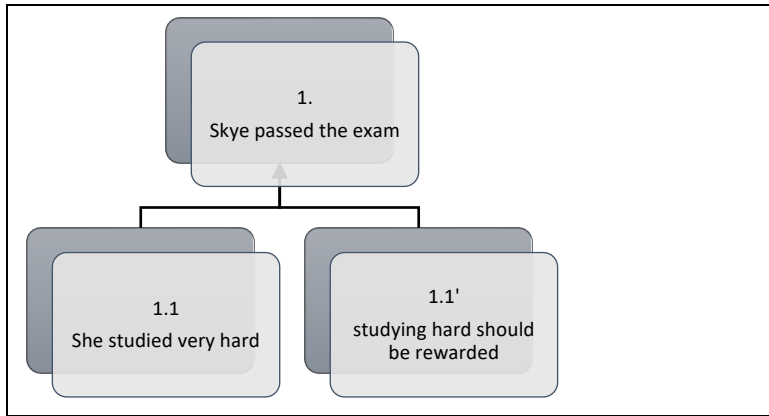 1.
Skye passed the exam
1.1
She studied very hard
1.1'
studying hard should
be rewarded